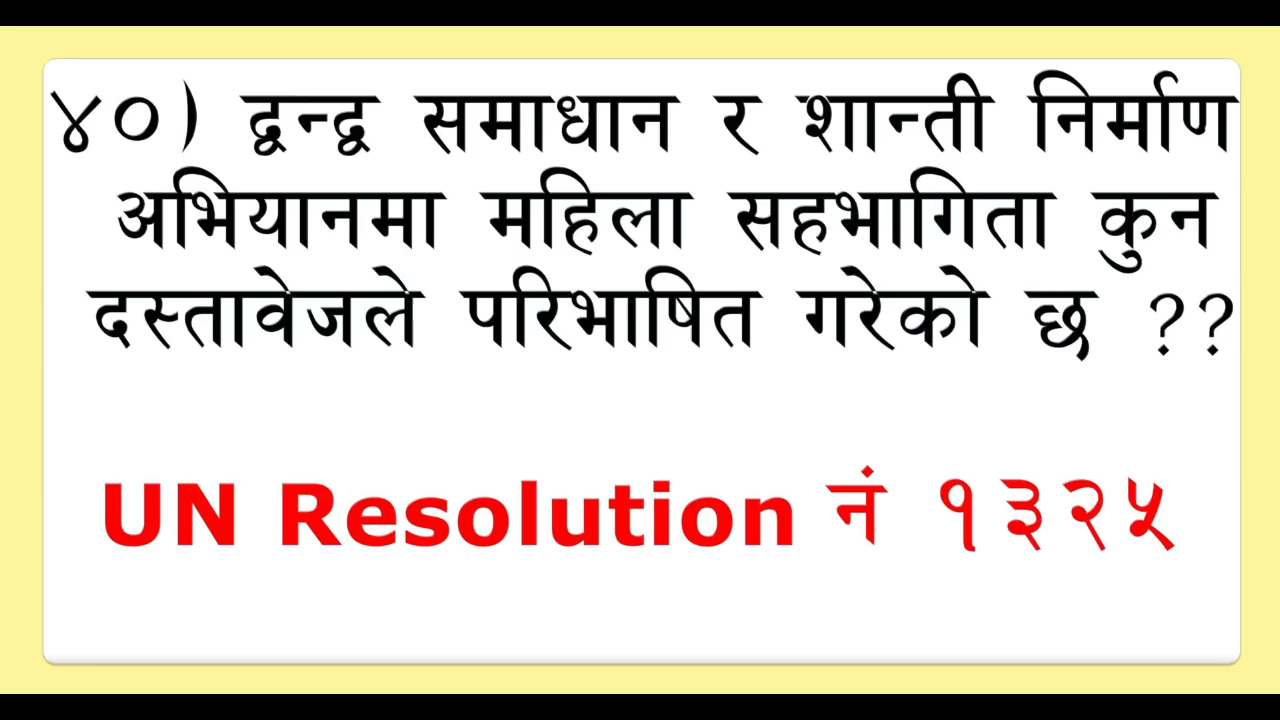 ४०) द्वन्द्व समाधान र शान्ती निर्माण
अभियानमा महिला सहभागिता कुन
दस्तावेजले परिभाषित गरेको छ ??
UN Resolution नं १३२५